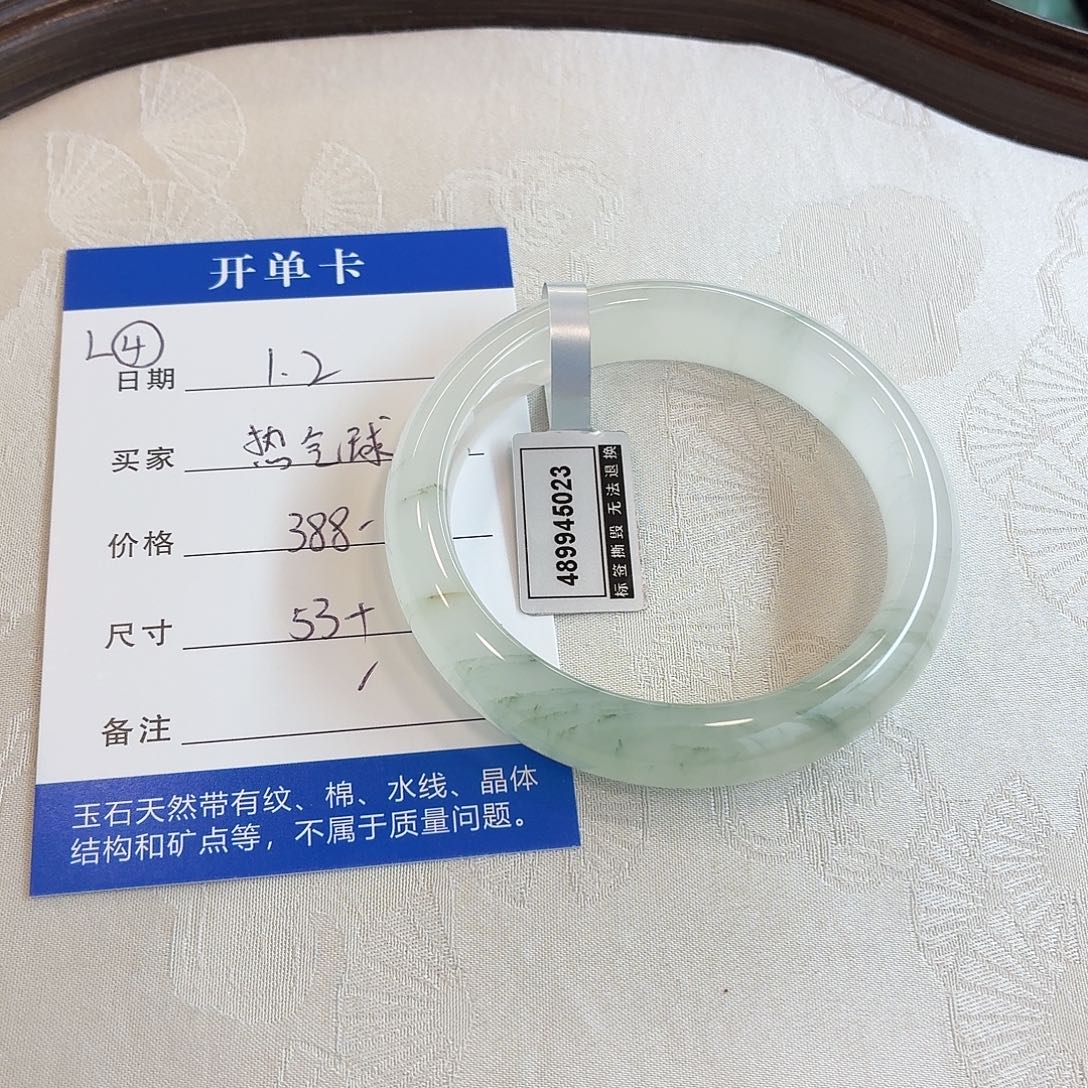 开单卡
L④
日期 1.2
买家 热气球
价格 388-
尺寸 53+
备注
玉石天然带有纹、棉、水线、晶体
结构和矿点等，不属于质量问题。
489945023
标签撕毁 无法退换